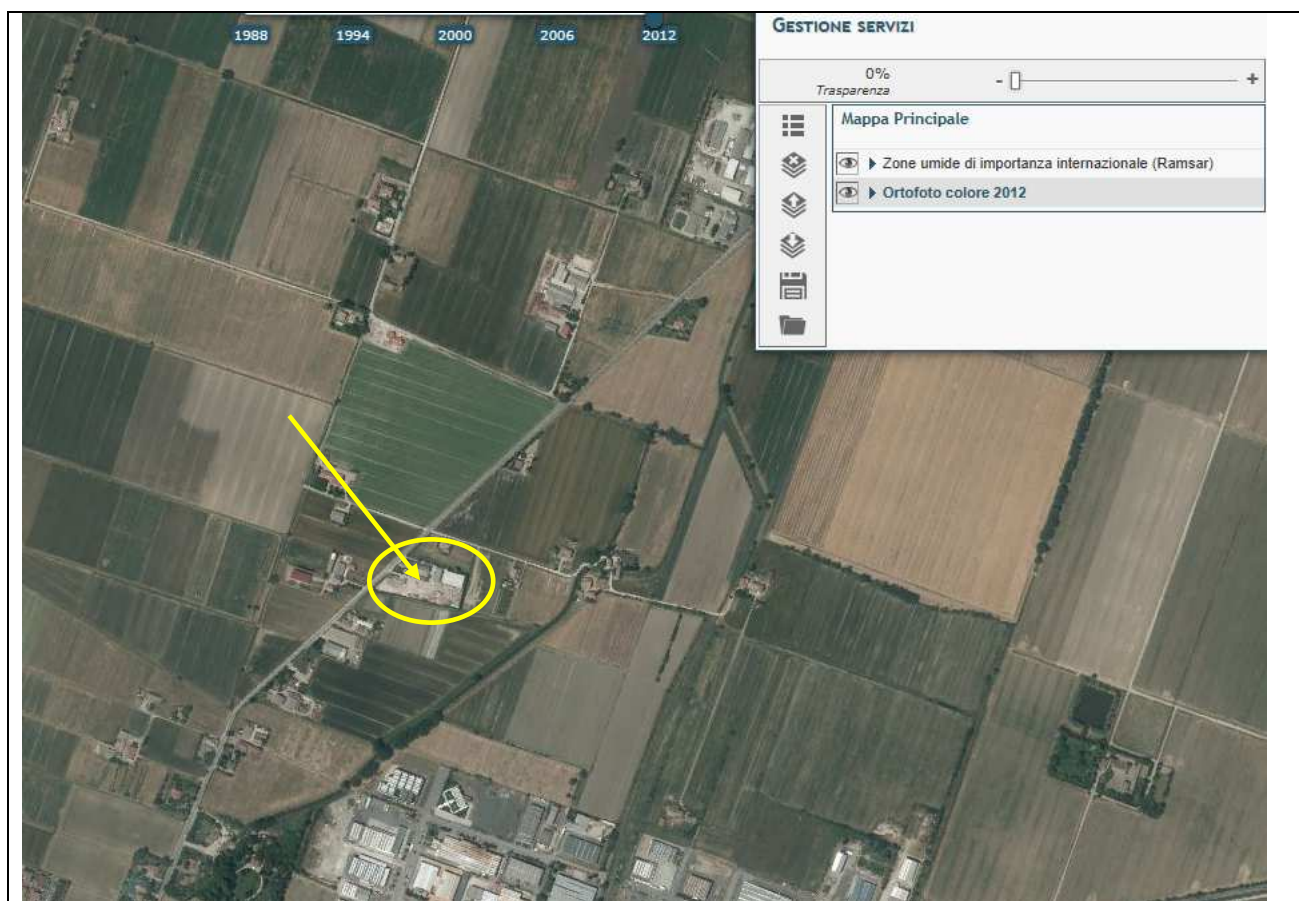 1988 1994 2000 2006 2012
GESTIONE SERVIZI
0%
Trasparenza
- +
Mappa Principale
Zone umide di importanza internazionale (Ramsar)
Ortofoto colore 2012